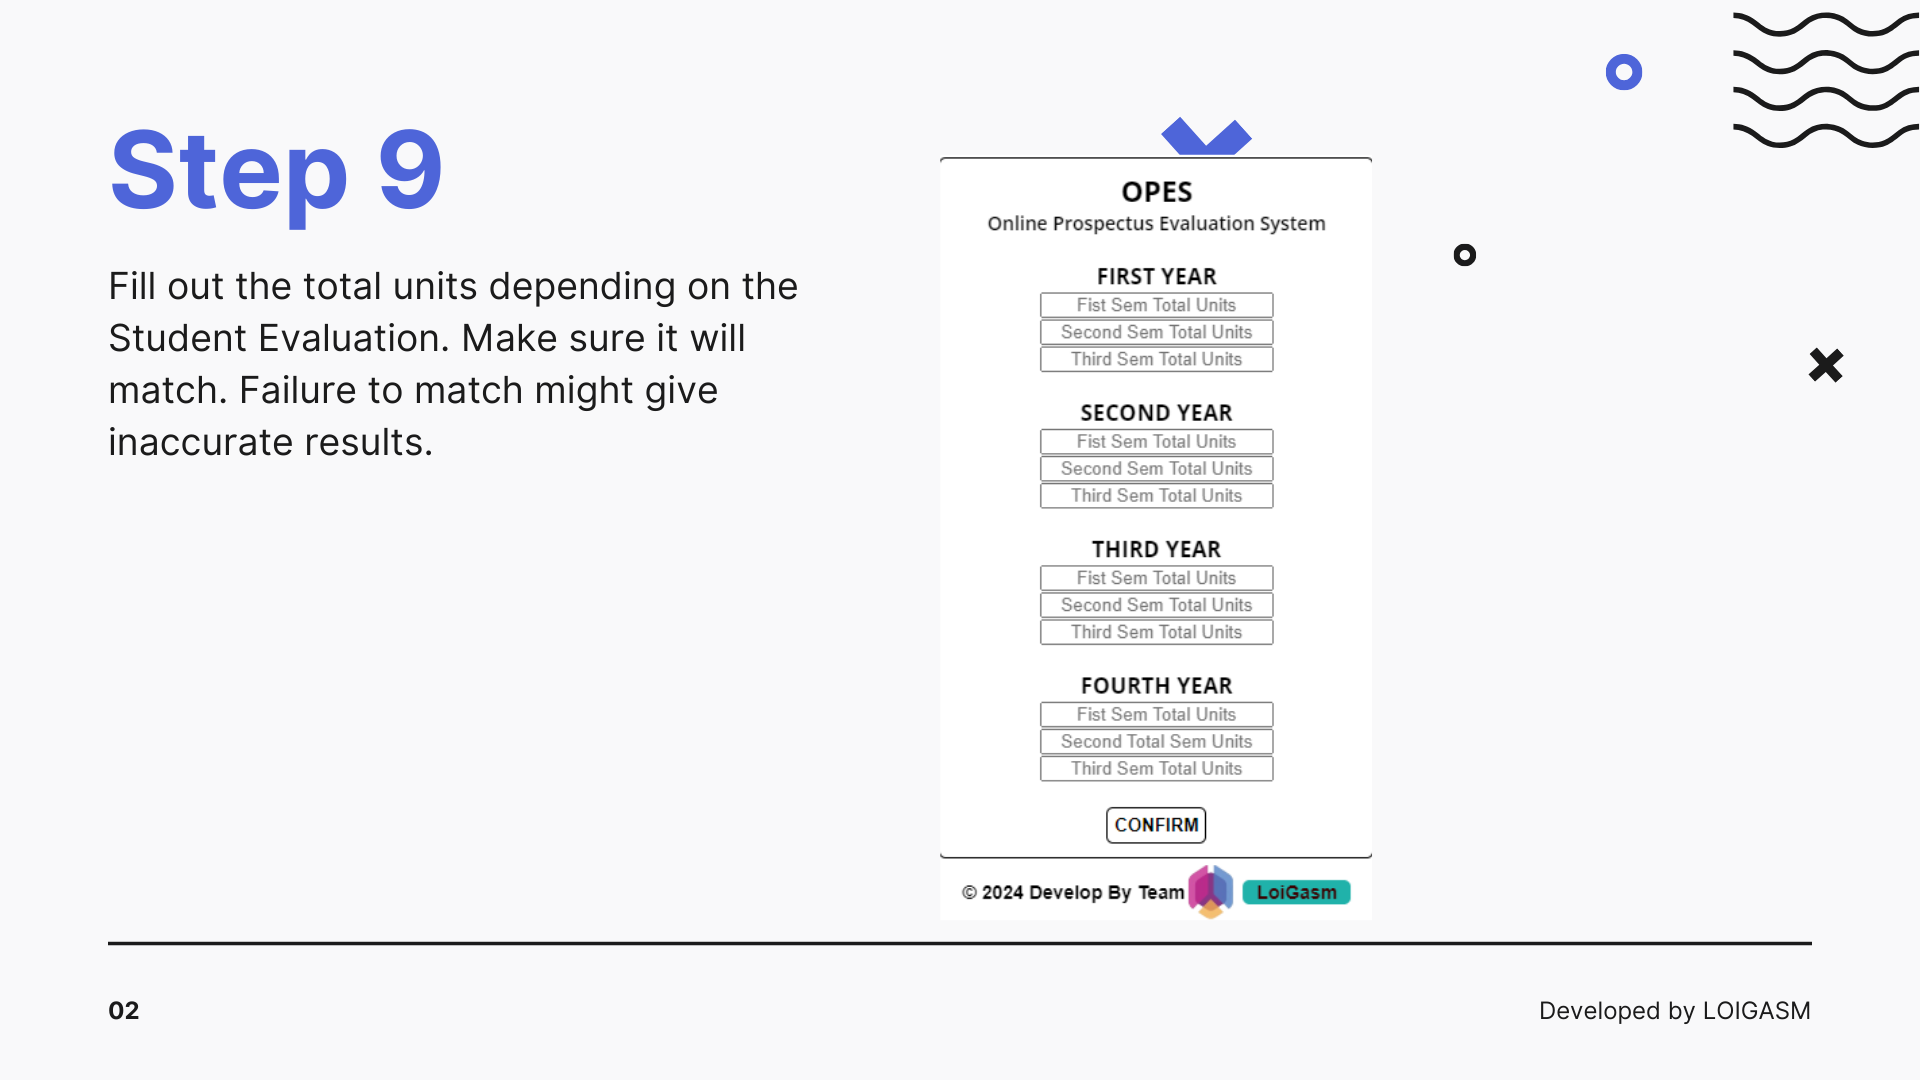 Step 9
Fill out the total units depending on the
Student Evaluation. Make sure it will
match. Failure to match might give
inaccurate results.
OPES
Online Prospectus Evaluation System
FIRST YEAR
Fist Sem Total Units
Second Sem Total Units
Third Sem Total Units
SECOND YEAR
Fist Sem Total Units
Second Sem Total Units
Third Sem Total Units
THIRD YEAR
Fist Sem Total Units
Second Sem Total Units
Third Sem Total Units
FOURTH YEAR
Fist Sem Total Units
Second Total Sem Units
Third Sem Total Units
CONFIRM
© 2024 Develop By Team LoiGasm
02
Developed by LOIGASM